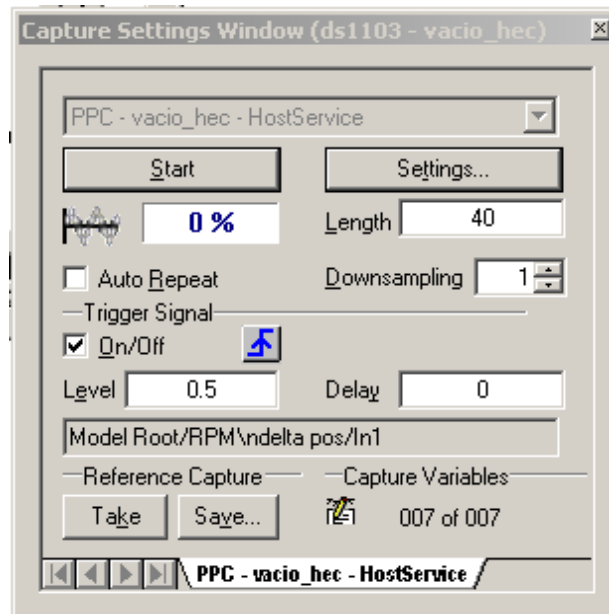 Capture Settings Window (ds1103 - vacio_hec)
PPC - vacio_hec - HostService
Start Settings...
0 % Length 40
Auto Repeat Downsampling 1
Trigger Signal
On/Off
Level 0.5 Delay 0
Model Root/RPM\ndelta pos/In1
Reference Capture Capture Variables
Take Save... 007 of 007
PPC - vacio_hec - HostService